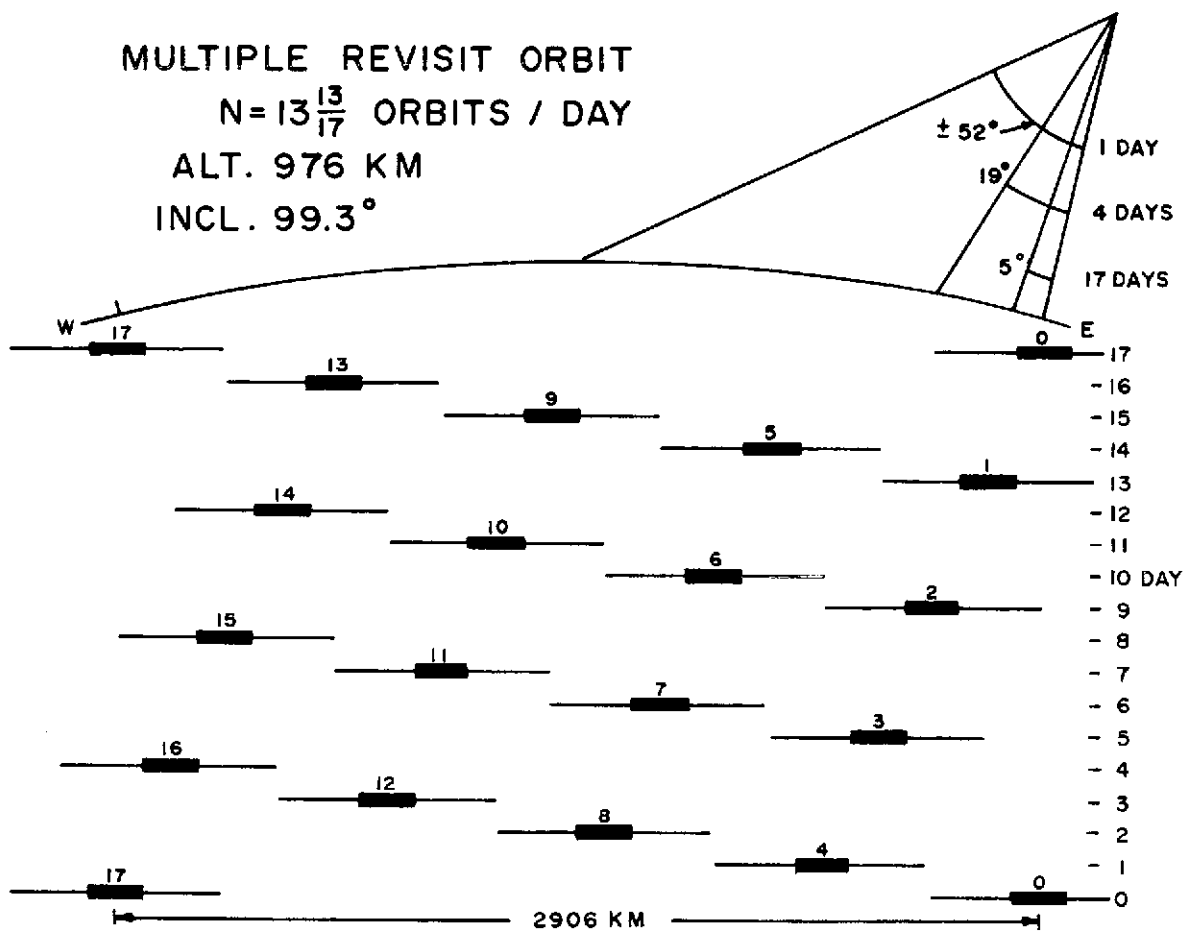 MULTIPLE REVISIT ORBIT
N = 13 13/17 ORBITS / DAY
ALT. 976 KM
INCL. 99.3°
± 52°
1 DAY
19°
4 DAYS
5°
17 DAYS
W
E
17 0 17
13 16
9 15
5 14
1 13
14 12
10 11
6 10 DAY
2 9
15 8
11 7
7 6
3 5
16 4
12 3
8 2
4 1
17 0 0
2906 KM